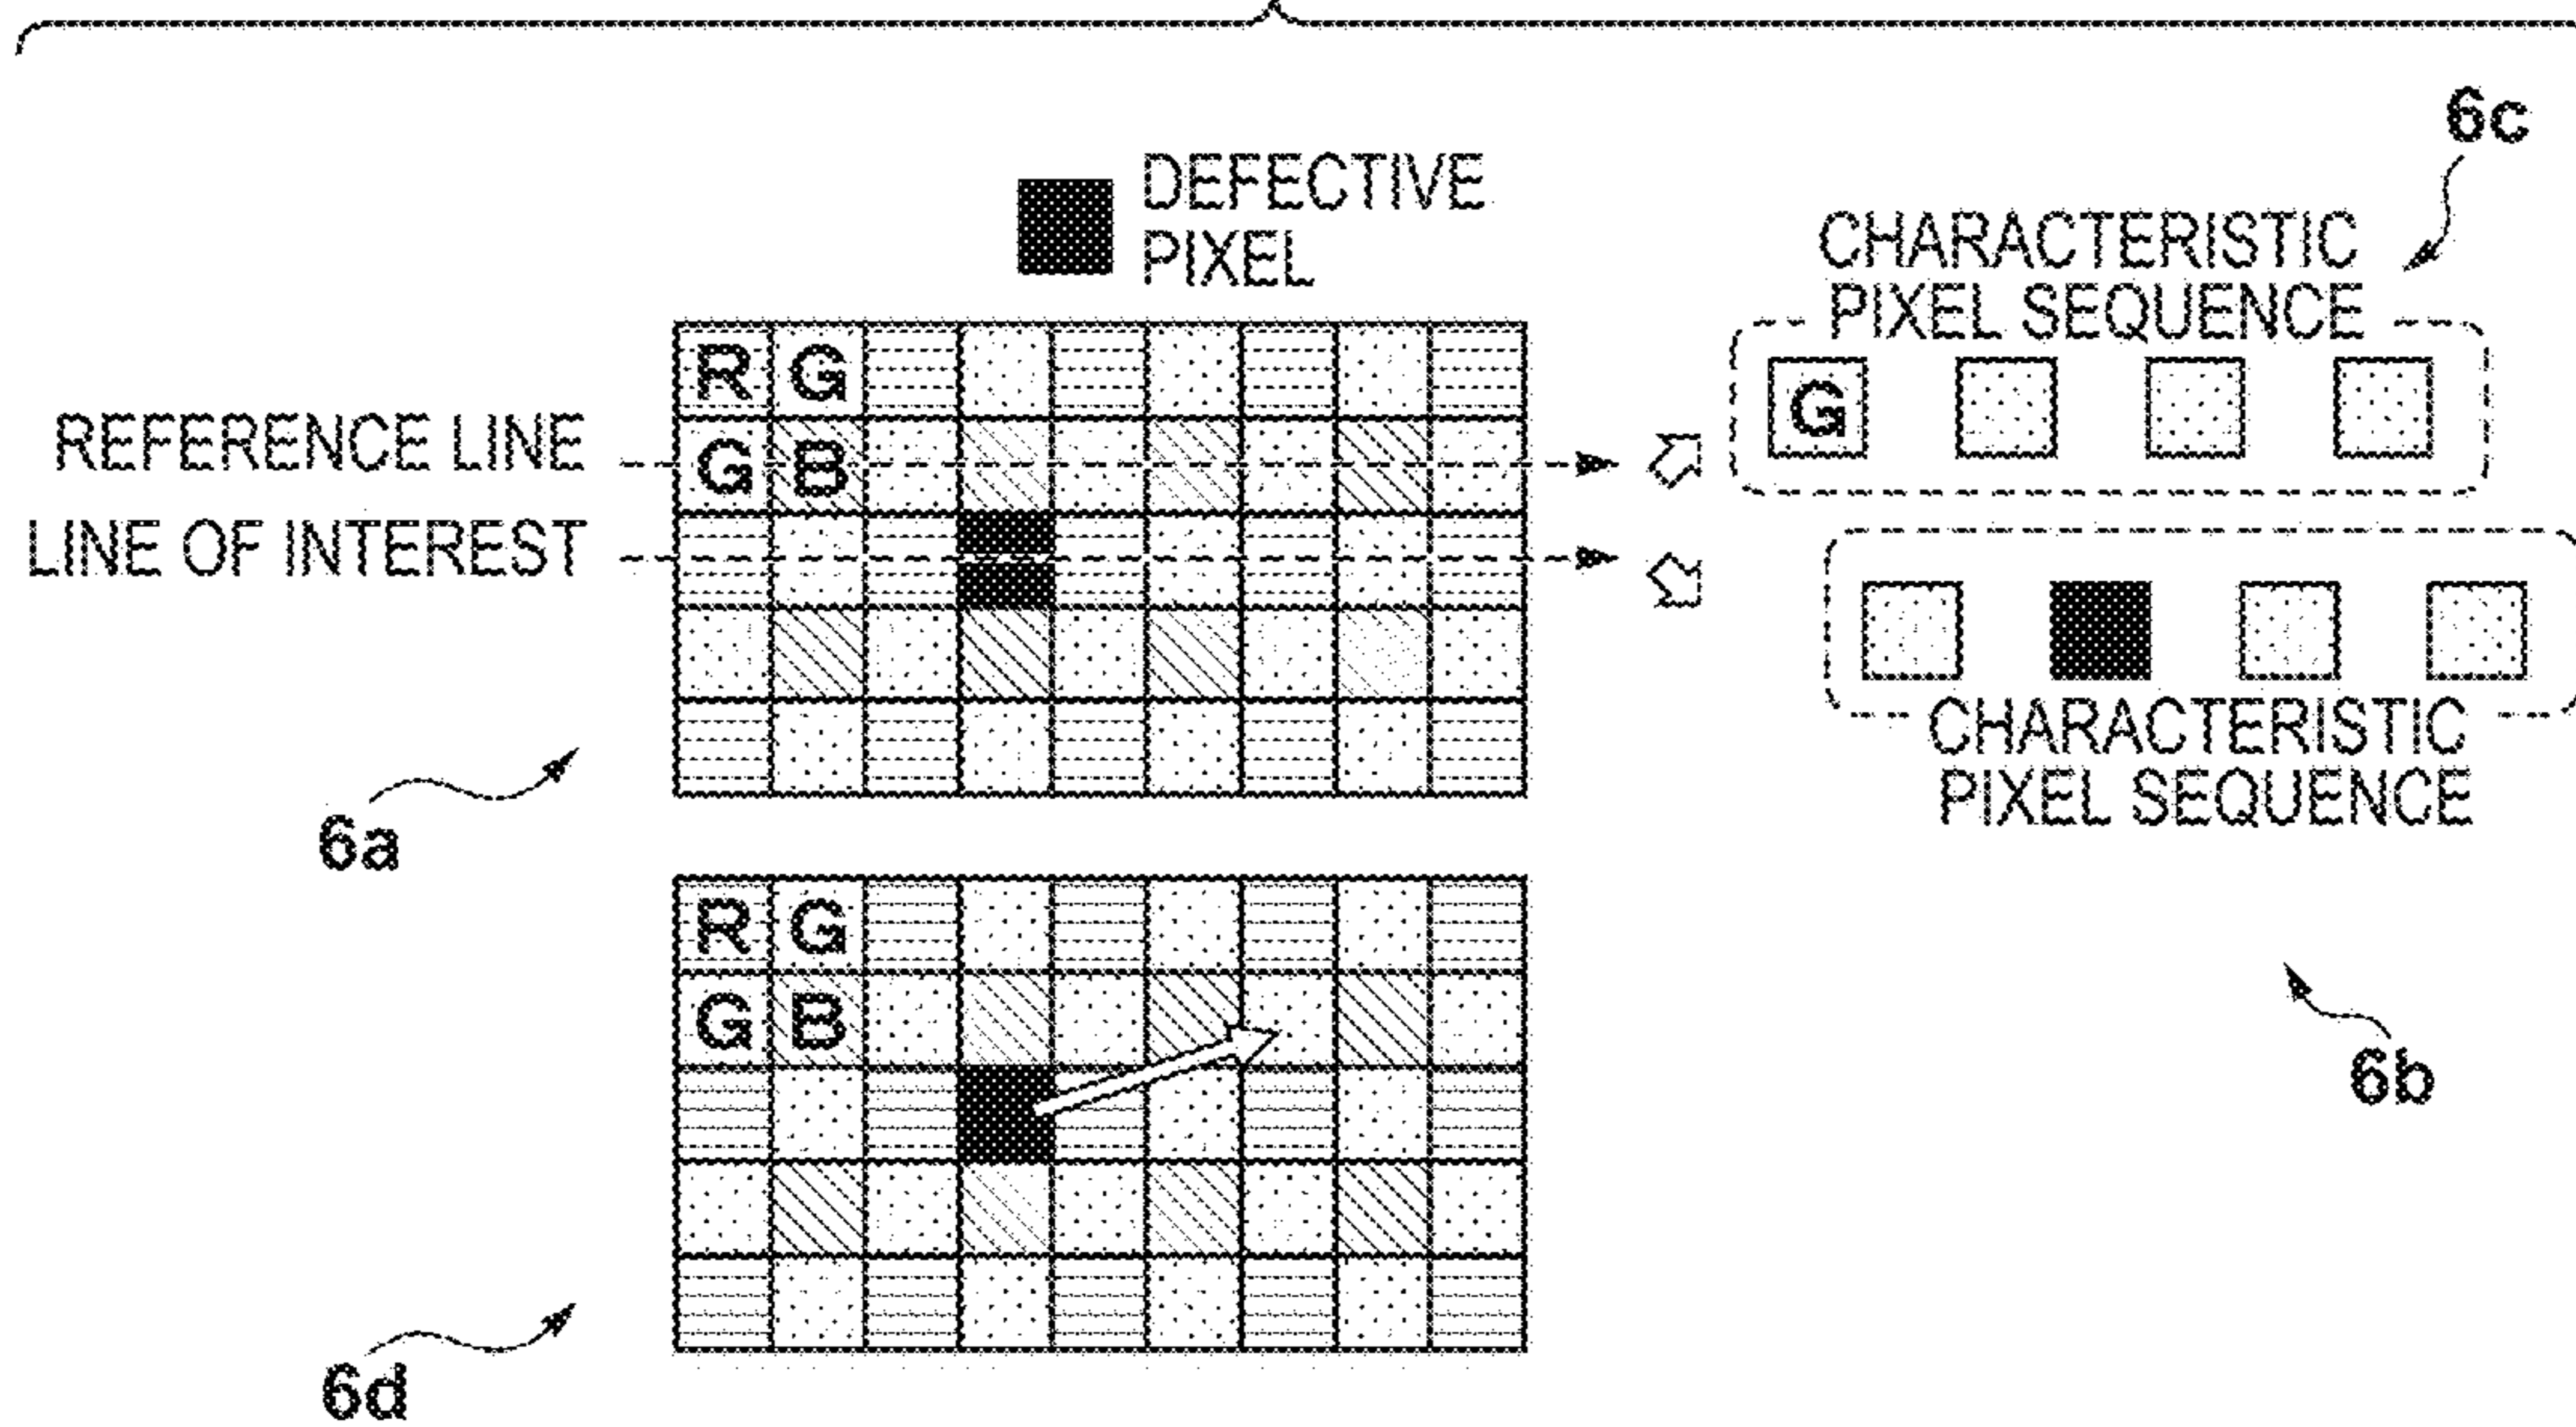 6c
DEFECTIVE
PIXEL
CHARACTERISTIC
PIXEL SEQUENCE
R G
G
REFERENCE LINE
G B
LINE OF INTEREST
CHARACTERISTIC
PIXEL SEQUENCE
6a
R G
G B
6b
6d